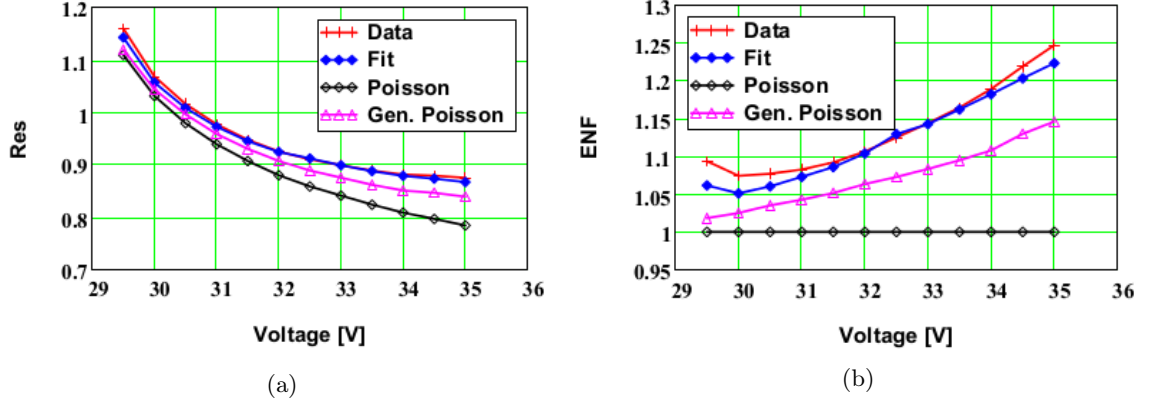 1.2
1.1
1
0.9
0.8
0.7
29 30 31 32 33 34 35 36
Res
Voltage [V]
Data
Fit
Poisson
Gen. Poisson
(a)
1.3
1.25
1.2
1.15
1.1
1.05
1
0.95
29 30 31 32 33 34 35 36
ENF
Voltage [V]
Data
Fit
Poisson
Gen. Poisson
(b)